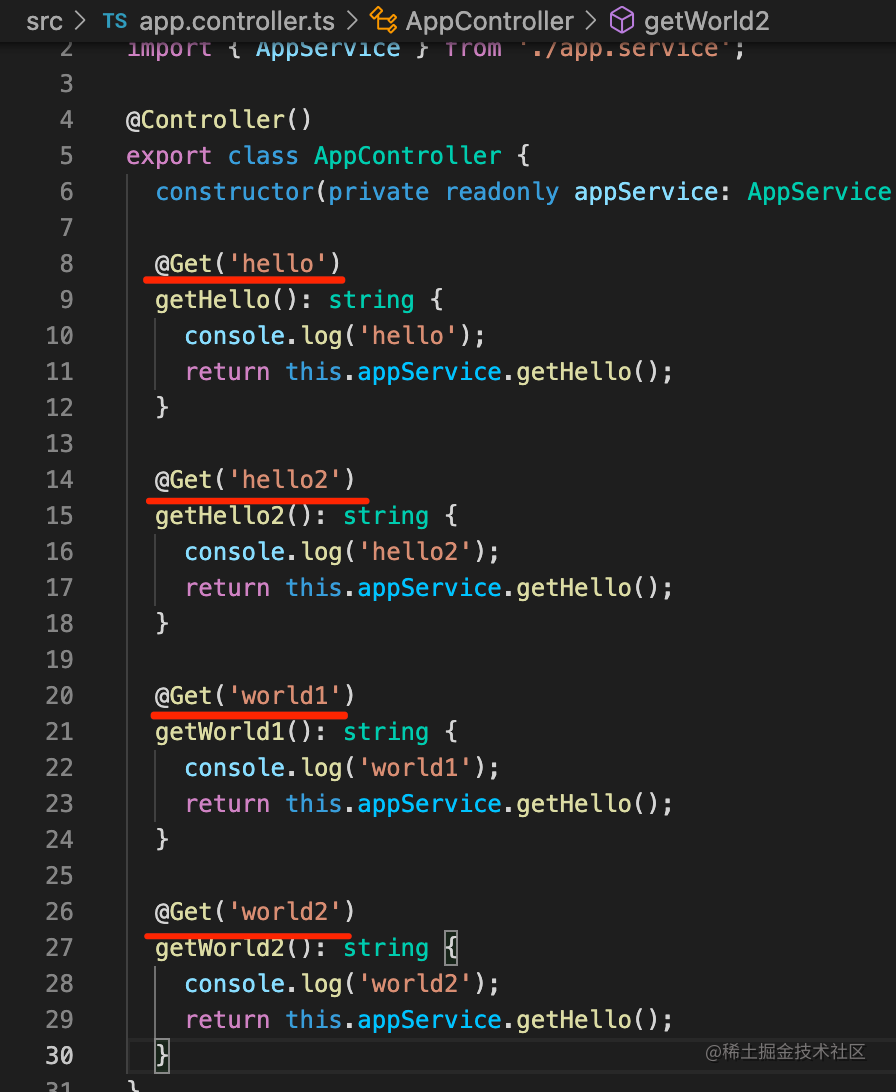 src > TS app.controller.ts > AppController > getWorld2
2 import { AppService } from './app.service';
3
4 @Controller()
5 export class AppController {
6 constructor(private readonly appService: AppService
7
8 @Get('hello')
9 getHello(): string {
10 console.log('hello');
11 return this.appService.getHello();
12 }
13
14 @Get('hello2')
15 getHello2(): string {
16 console.log('hello2');
17 return this.appService.getHello();
18 }
19
20 @Get('world1')
21 getWorld1(): string {
22 console.log('world1');
23 return this.appService.getHello();
24 }
25
26 @Get('world2')
27 getWorld2(): string {
28 console.log('world2');
29 return this.appService.getHello();
30 }
@稀土掘金技术社区
31 }